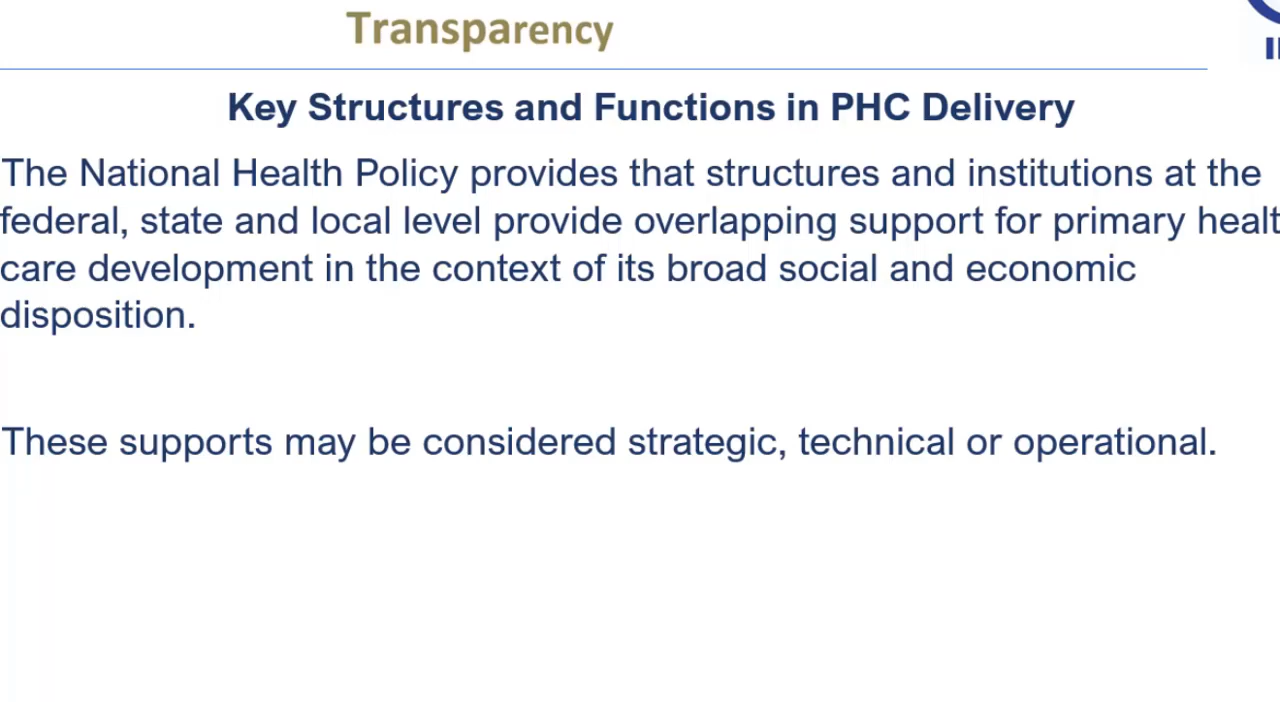 Transparency
Key Structures and Functions in PHC Delivery
The National Health Policy provides that structures and institutions at the
federal, state and local level provide overlapping support for primary healt
care development in the context of its broad social and economic
disposition.
These supports may be considered strategic, technical or operational.